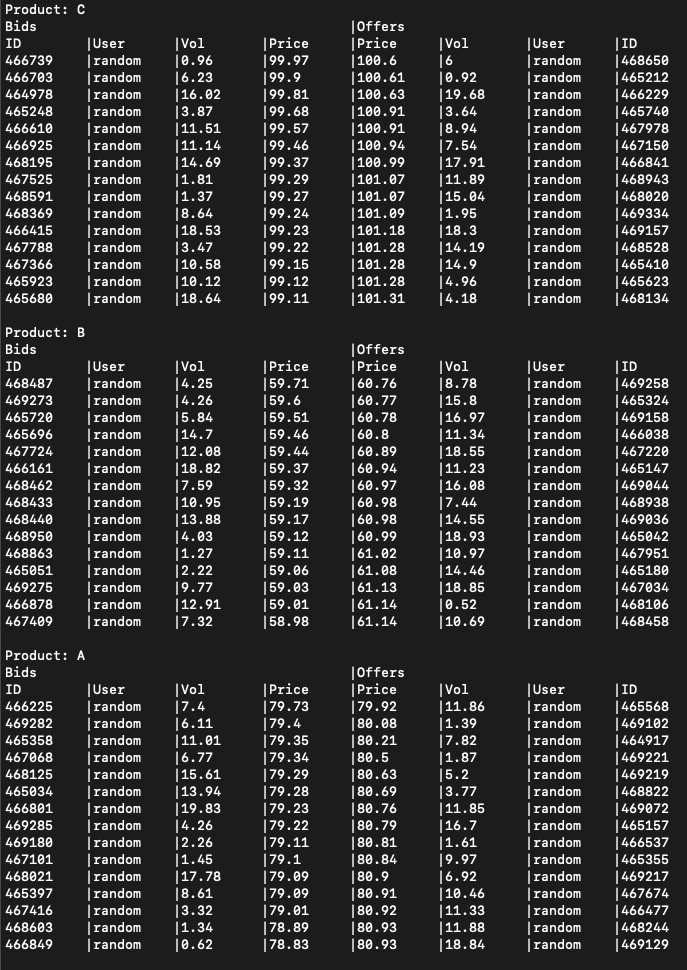 Product: C
Bids |Offers
ID |User |Vol |Price |Price |Vol |User |ID
466739 |random |0.96 |99.97 |100.6 |6 |random |468650
466703 |random |6.23 |99.9 |100.61 |0.92 |random |465212
464978 |random |16.02 |99.81 |100.63 |19.68 |random |466229
465248 |random |3.87 |99.68 |100.91 |3.64 |random |465740
466610 |random |11.51 |99.57 |100.91 |8.94 |random |467978
466925 |random |11.14 |99.46 |100.94 |7.54 |random |467150
468195 |random |14.69 |99.37 |100.99 |17.91 |random |466841
467525 |random |1.81 |99.29 |101.07 |11.89 |random |468943
468591 |random |1.37 |99.27 |101.07 |15.04 |random |468020
468369 |random |8.64 |99.24 |101.09 |1.95 |random |469334
466415 |random |18.53 |99.23 |101.18 |18.3 |random |469157
467788 |random |3.47 |99.22 |101.28 |14.19 |random |468528
467366 |random |10.58 |99.15 |101.28 |14.9 |random |465410
465923 |random |10.12 |99.12 |101.28 |4.96 |random |465623
465680 |random |18.64 |99.11 |101.31 |4.18 |random |468134
Product: B
Bids |Offers
ID |User |Vol |Price |Price |Vol |User |ID
468487 |random |4.25 |59.71 |60.76 |8.78 |random |469258
469273 |random |4.26 |59.6 |60.77 |15.8 |random |465324
465720 |random |5.84 |59.51 |60.78 |16.97 |random |469158
465696 |random |14.7 |59.46 |60.8 |11.34 |random |466038
467724 |random |12.08 |59.44 |60.89 |18.55 |random |467220
466161 |random |18.82 |59.37 |60.94 |11.23 |random |465147
468462 |random |7.59 |59.32 |60.97 |16.08 |random |469044
468433 |random |10.95 |59.19 |60.98 |7.44 |random |468938
468440 |random |13.88 |59.17 |60.98 |14.55 |random |469036
468950 |random |4.03 |59.12 |60.99 |18.93 |random |465042
468863 |random |1.27 |59.11 |61.02 |10.97 |random |467951
465051 |random |2.22 |59.06 |61.08 |14.46 |random |465180
469275 |random |9.77 |59.03 |61.13 |18.85 |random |467034
466878 |random |12.91 |59.01 |61.14 |0.52 |random |468106
467409 |random |7.32 |58.98 |61.14 |10.69 |random |468458
Product: A
Bids |Offers
ID |User |Vol |Price |Price |Vol |User |ID
466225 |random |7.4 |79.73 |79.92 |11.86 |random |465568
469282 |random |6.11 |79.4 |80.08 |1.39 |random |469102
465358 |random |11.01 |79.35 |80.21 |7.82 |random |464917
467068 |random |6.77 |79.34 |80.5 |1.87 |random |469221
468125 |random |15.61 |79.29 |80.63 |5.2 |random |469219
465034 |random |13.94 |79.28 |80.69 |3.77 |random |468822
466801 |random |19.83 |79.23 |80.76 |11.85 |random |469072
469285 |random |4.26 |79.22 |80.79 |16.7 |random |465157
469180 |random |2.26 |79.11 |80.81 |1.61 |random |466537
467101 |random |1.45 |79.1 |80.84 |9.97 |random |465355
468021 |random |17.78 |79.09 |80.9 |6.92 |random |469217
465397 |random |8.61 |79.09 |80.91 |10.46 |random |467674
467416 |random |3.32 |79.01 |80.92 |11.33 |random |466477
468603 |random |1.34 |78.89 |80.93 |11.88 |random |468244
466849 |random |0.62 |78.83 |80.93 |18.84 |random |469129